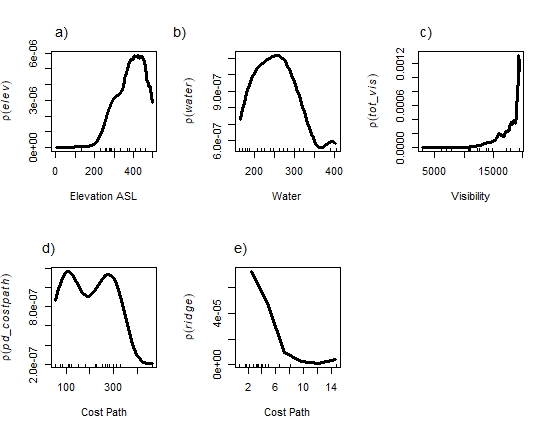 a)
ρ(elev)
6e-06
3e-06
0e+00
0
200
400
Elevation ASL
b)
ρ(water)
9.0e-07
6.0e-07
200
300
400
Water
c)
ρ(tot_vis)
0.0012
0.0006
0.0000
5000
15000
Visibility
d)
ρ(pd_costpath)
8.0e-07
2.0e-07
100
300
Cost Path
e)
ρ(ridge)
4e-05
0e+00
2
6
10
14
Cost Path